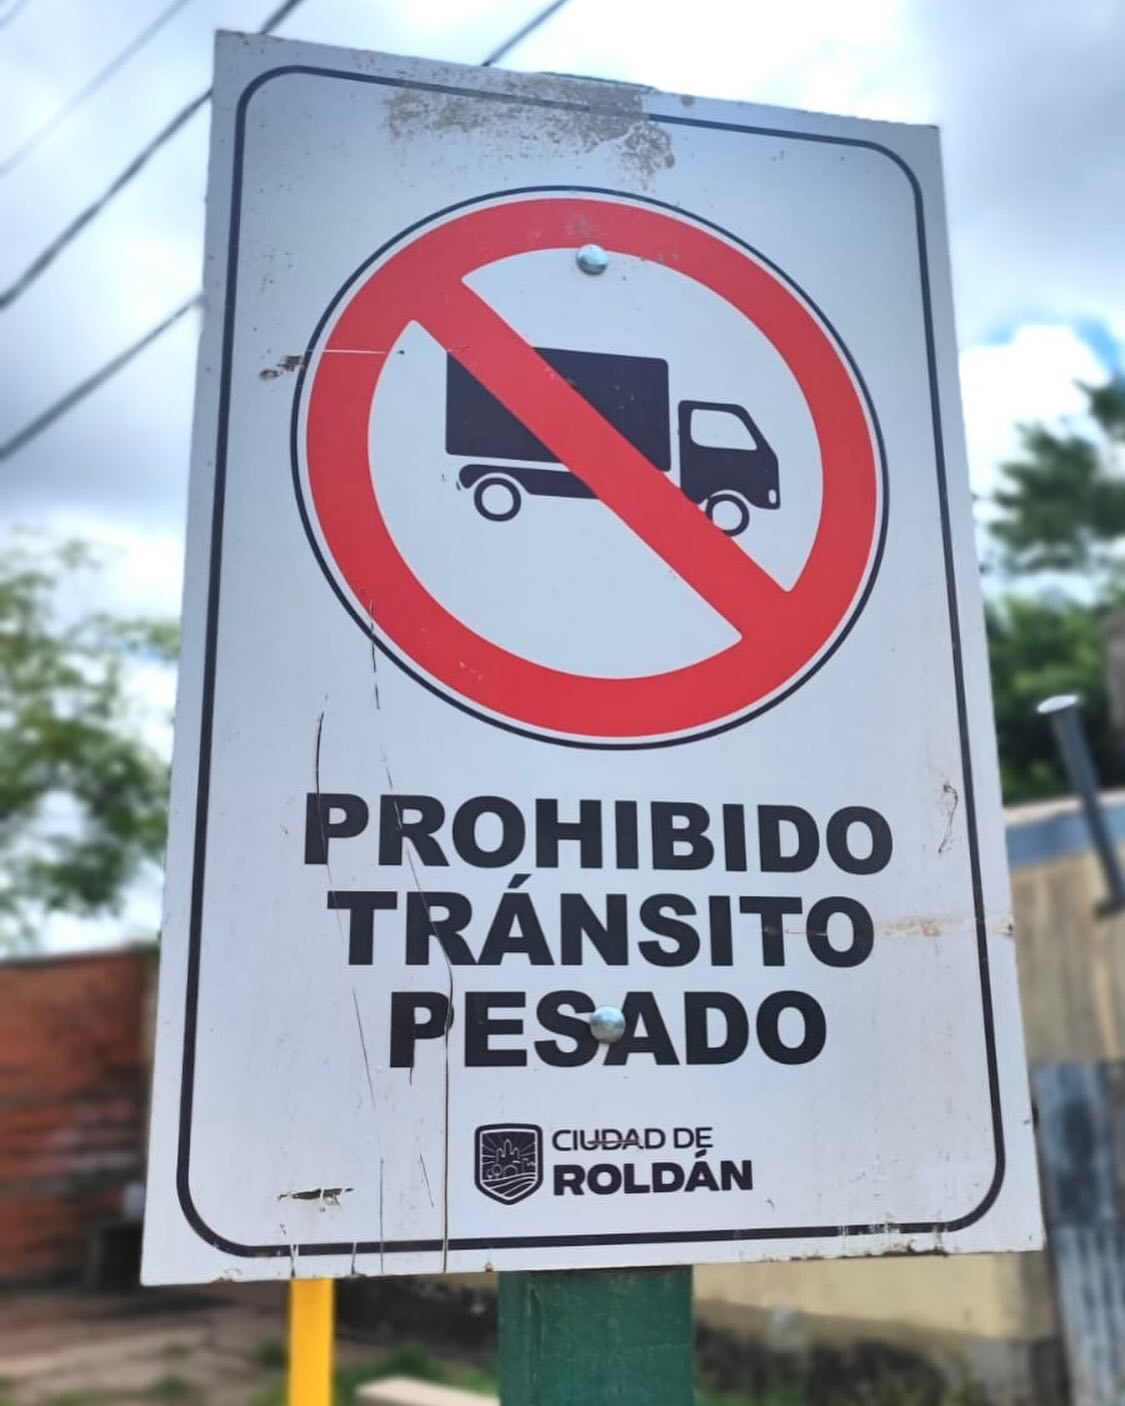 PROHIBIDO
TRÁNSITO
PESADO
CIUDAD DE
ROLDÁN